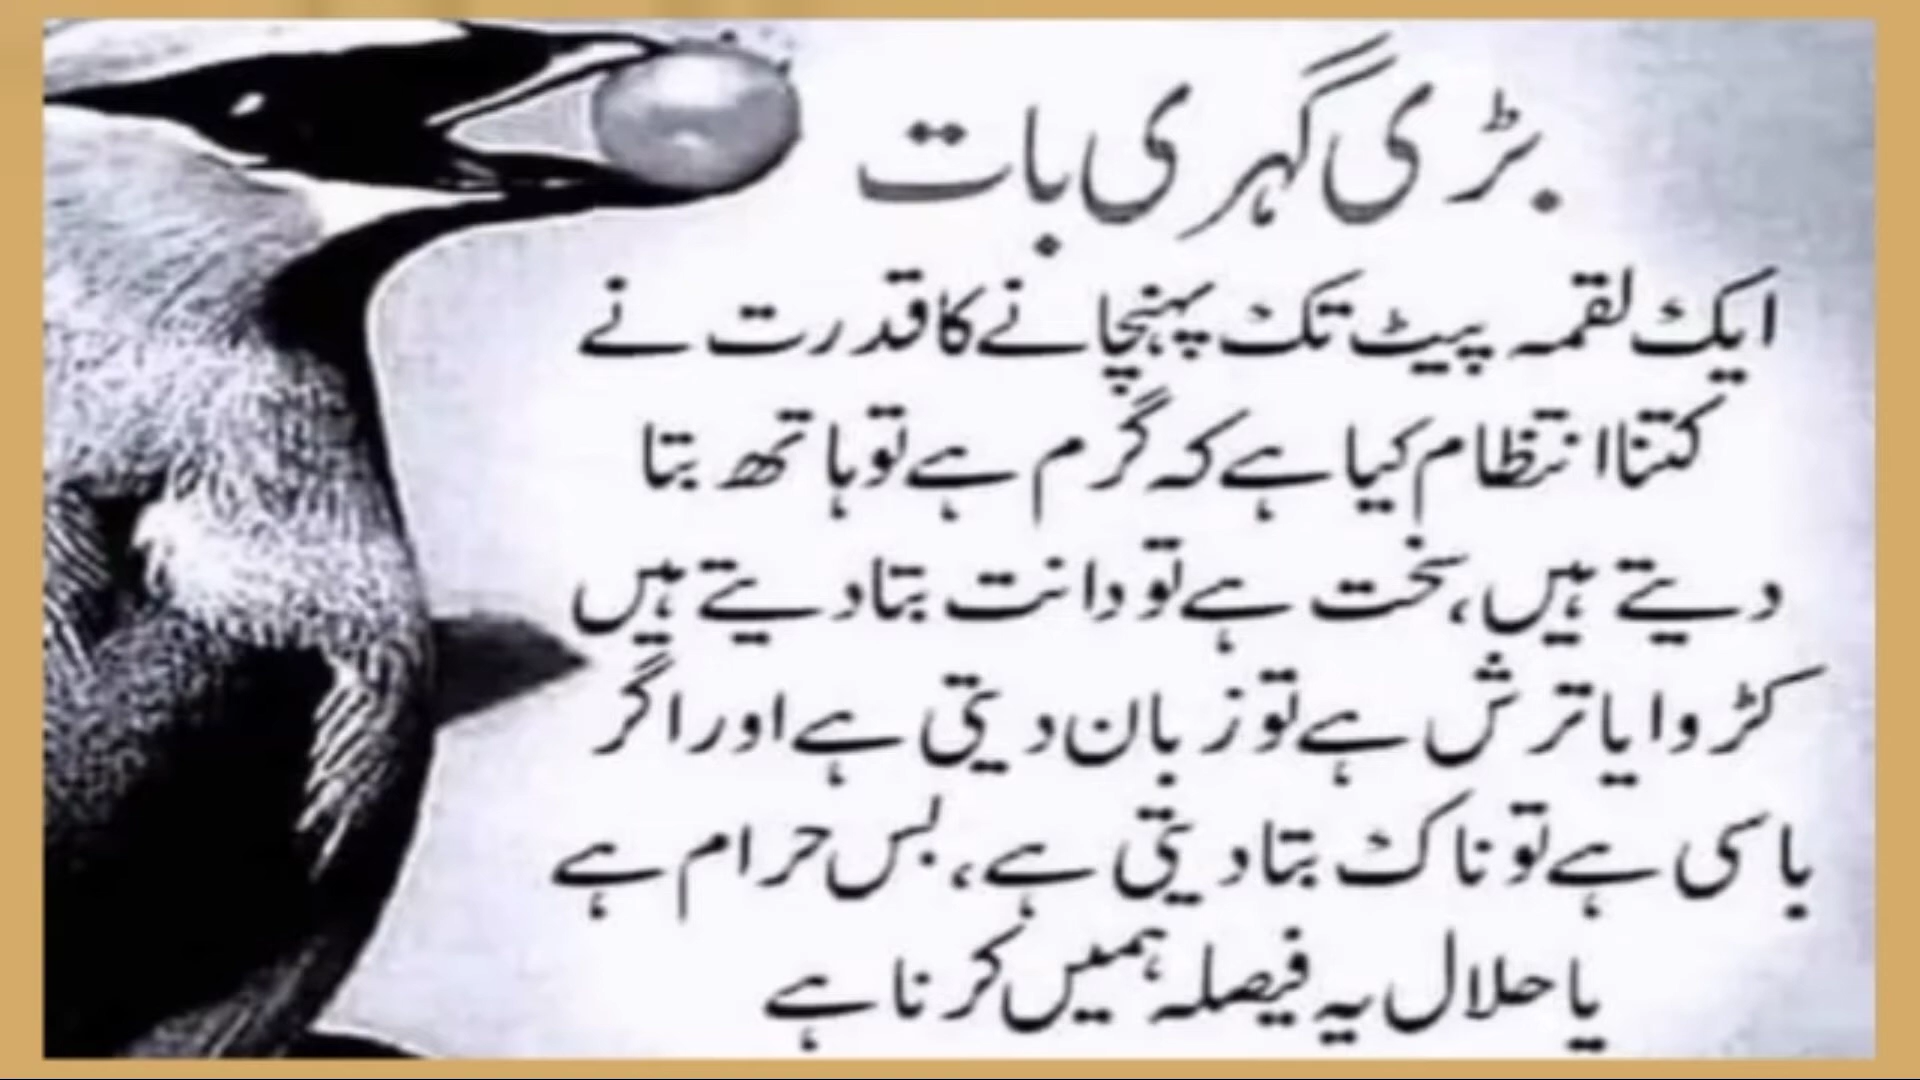 بڑی گہری بات
ایک لقمہ پیٹ تک پہنچانے کا قدرت نے
کتنا انتظام کیا ہے کہ گرم ہے تو ہاتھ بتا
دیتے ہیں، سخت ہے تو دانت بتا دیتے ہیں
کڑوا یا ترش ہے تو زبان دیتی ہے اور اگر
باسی ہے تو ناک بتا دیتی ہے، بس حرام ہے
یا حلال یہ فیصلہ ہمیں کرنا ہے